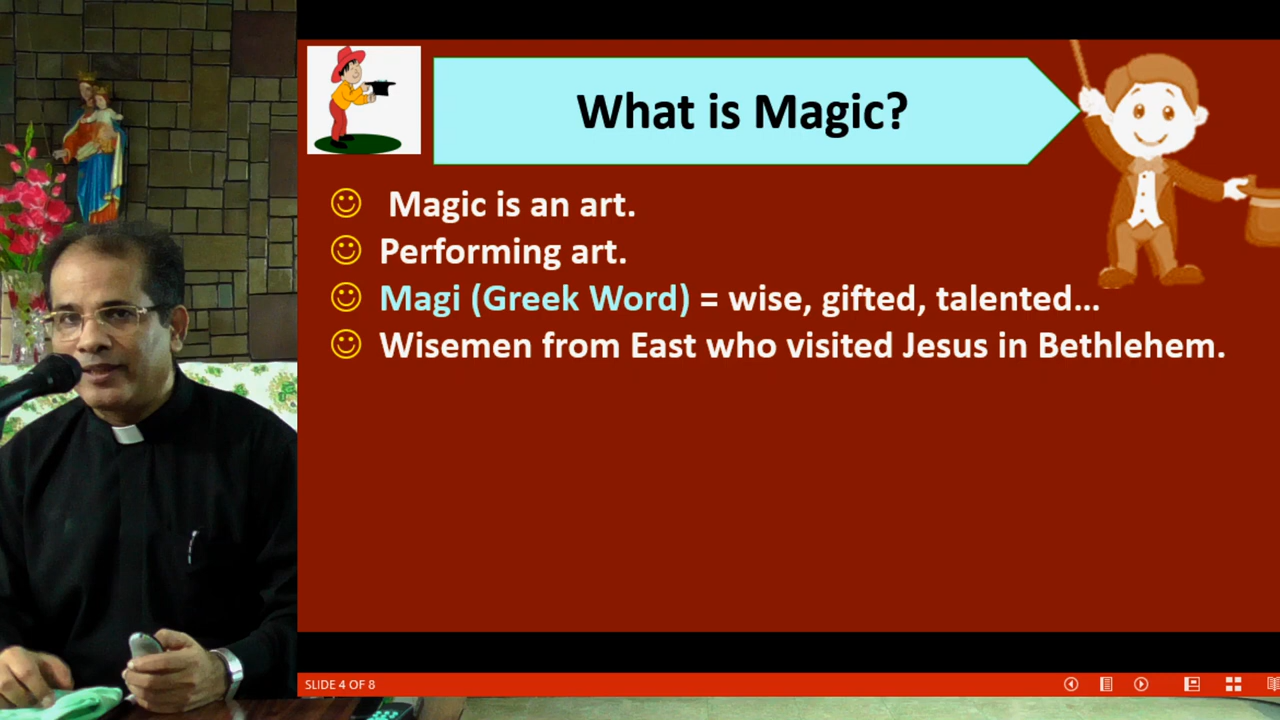 What is Magic?
Magic is an art.
Performing art.
Magi (Greek Word) = wise, gifted, talented...
Wisemen from East who visited Jesus in Bethlehem.
SLIDE 4 OF 8